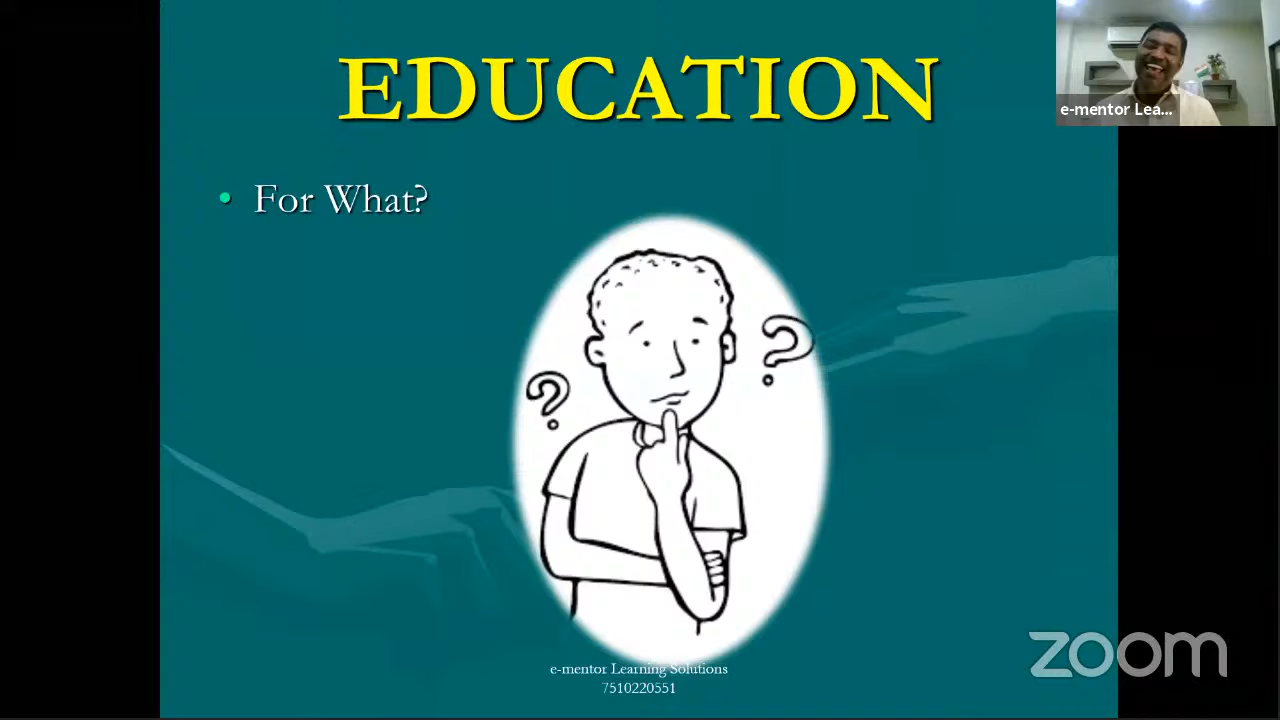 EDUCATION
e-mentor Lea...
• For What?
?
?
e-mentor Learning Solutions
7510220551
zoom